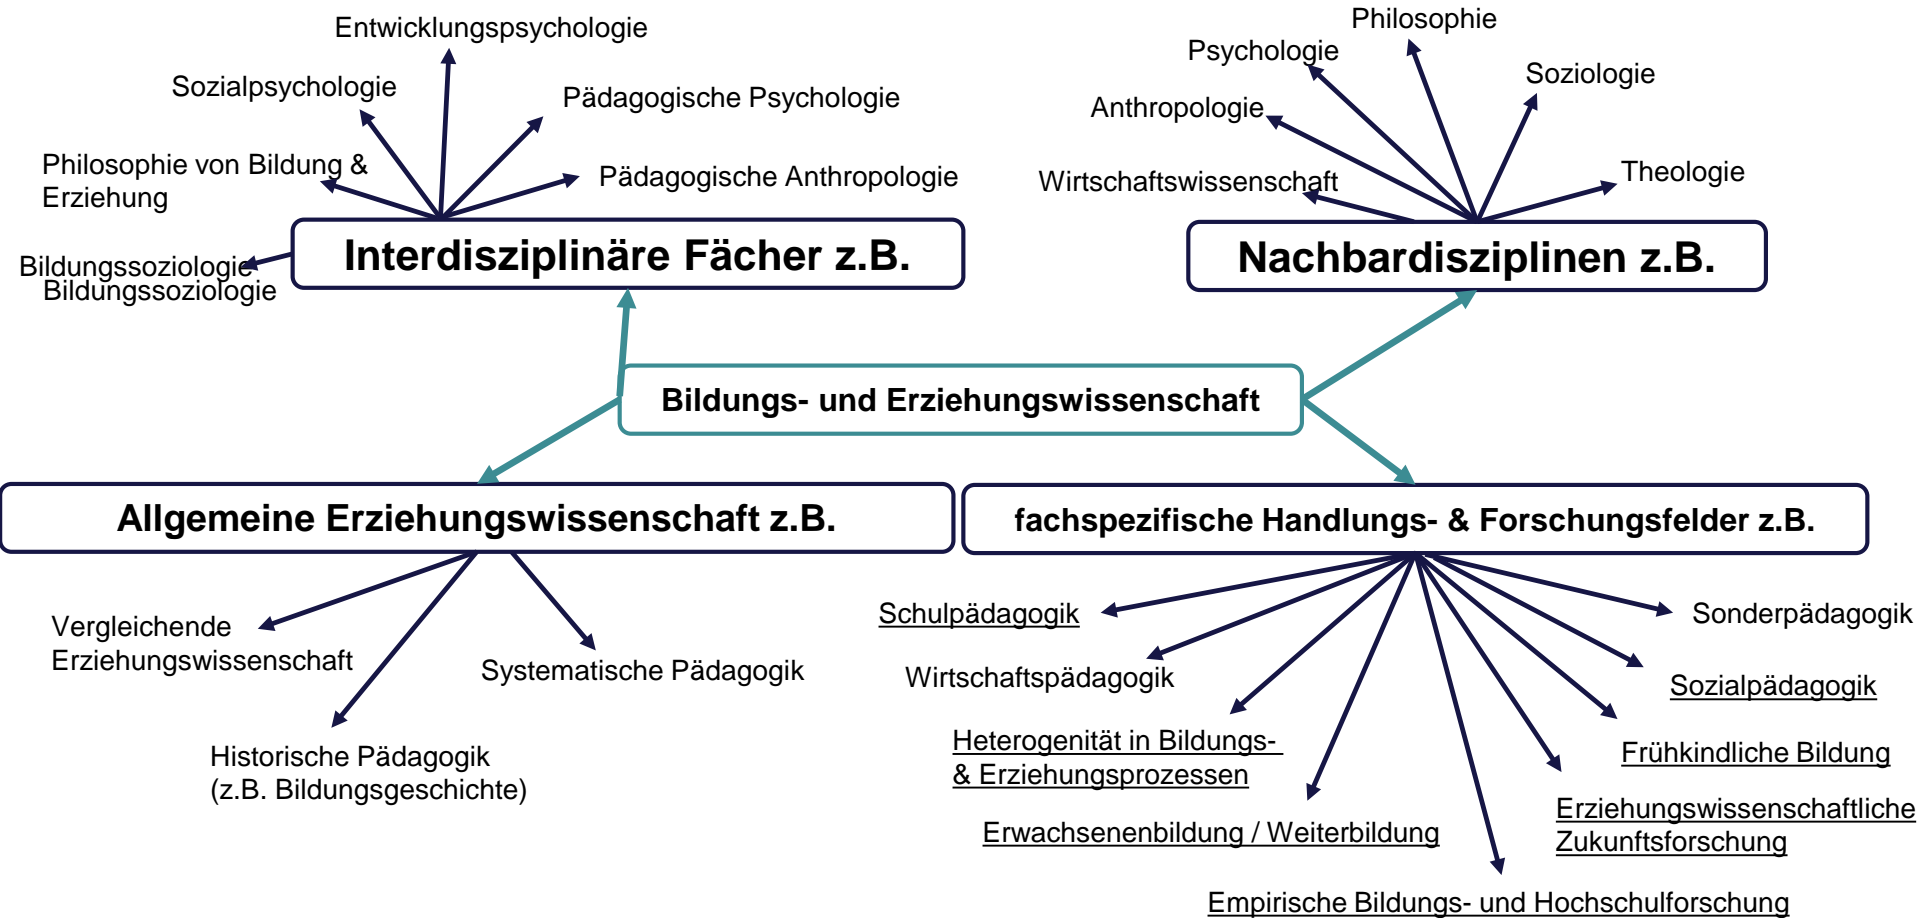 Entwicklungspsychologie
Sozialpsychologie
Pädagogische Psychologie
Philosophie von Bildung &
Erziehung
Pädagogische Anthropologie
Bildungssoziologie
Bildungssoziologie
Interdisziplinäre Fächer z.B.
Philosophie
Psychologie
Soziologie
Anthropologie
Wirtschaftswissenschaft
Theologie
Nachbardisziplinen z.B.
Bildungs- und Erziehungswissenschaft
Allgemeine Erziehungswissenschaft z.B.
Vergleichende
Erziehungswissenschaft
Systematische Pädagogik
Historische Pädagogik
(z.B. Bildungsgeschichte)
fachspezifische Handlungs- & Forschungsfelder z.B.
Schulpädagogik
Sonderpädagogik
Wirtschaftspädagogik
Sozialpädagogik
Heterogenität in Bildungs-
& Erziehungsprozessen
Frühkindliche Bildung
Erwachsenenbildung / Weiterbildung
Erziehungswissenschaftliche
Zukunftsforschung
Empirische Bildungs- und Hochschulforschung